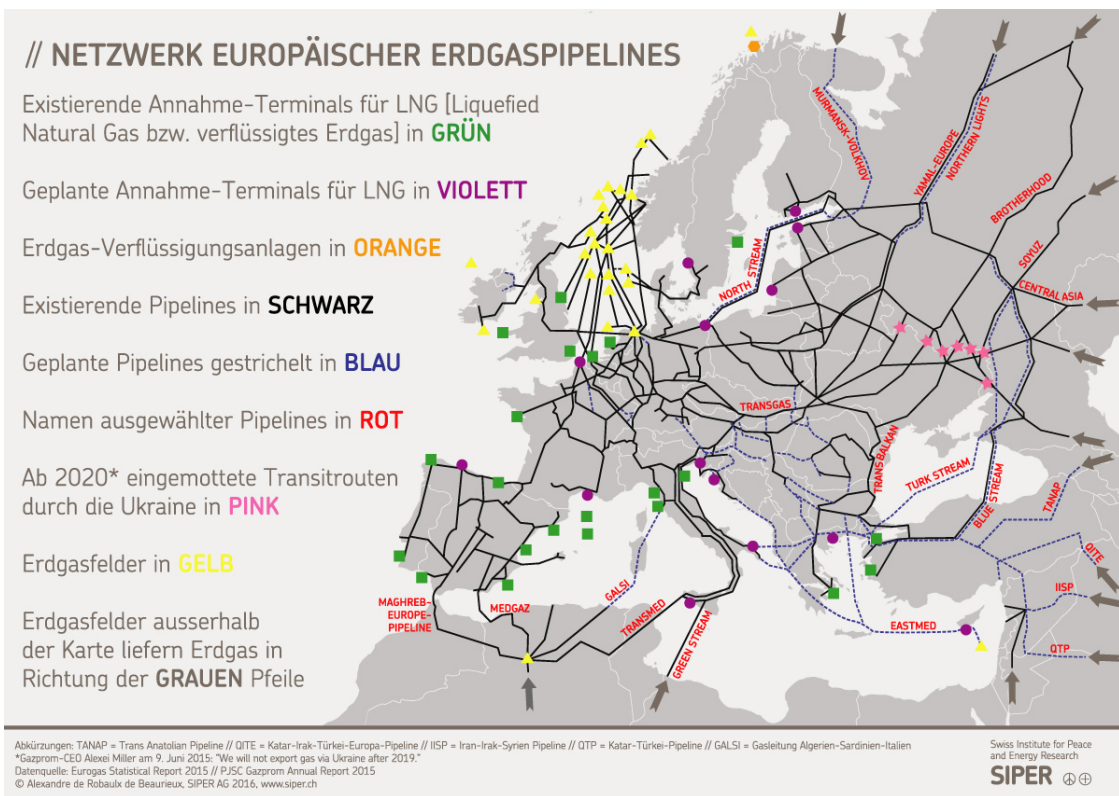 // NETZWERK EUROPÄISCHER ERDGASPIPELINES
Existierende Annahme-Terminals für LNG [Liquefied
Natural Gas bzw. verflüssigtes Erdgas] in GRÜN
Geplante Annahme-Terminals für LNG in VIOLETT
Erdgas-Verflüssigungsanlagen in ORANGE
Existierende Pipelines in SCHWARZ
Geplante Pipelines gestrichelt in BLAU
Namen ausgewählter Pipelines in ROT
Ab 2020* eingemottete Transitrouten
durch die Ukraine in PINK
Erdgasfelder in GELB
Erdgasfelder ausserhalb
der Karte liefern Erdgas in
Richtung der GRAUEN Pfeile
MURMANSK-VOLKHOV
YAMAL-EUROPE
NORTHERN LIGHTS
BROTHERHOOD
SOYUZ
CENTRAL ASIA
NORTH STREAM
TRANSGAS
TRANS BALKAN
TURK STREAM
BLUE STREAM
TANAP
QITE
IISP
QTP
EASTMED
GALSI
TRANSMED
GREEN STREAM
MEDGAZ
MAGHREB-
EUROPE-
PIPELINE
Abkürzungen: TANAP = Trans Anatolian Pipeline // QITE = Katar-Irak-Türkei-Europa-Pipeline // IISP = Iran-Irak-Syrien Pipeline // QTP = Katar-Türkei-Pipeline // GALSI = Gasleitung Algerien-Sardinien-Italien
*Gazprom-CEO Alexei Miller am 9. Juni 2015: "We will not export gas via Ukraine after 2019."
Datenquelle: Eurogas Statistical Report 2015 // PJSC Gazprom Annual Report 2015
© Alexandre de Robaulx de Beaurieux, SIPER AG 2016, www.siper.ch
Swiss Institute for Peace
and Energy Research
SIPER